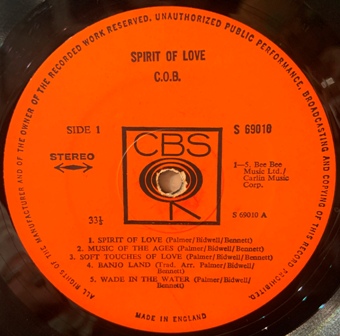 ALL RIGHTS OF THE MANUFACTURER AND OF THE OWNER OF THE RECORDED WORK RESERVED. UNAUTHORIZED PUBLIC PERFORMANCE, BROADCASTING AND COPYING OF THIS RECORD PROHIBITED.
SPIRIT OF LOVE
C.O.B.
SIDE 1
CBS
S 69010
STEREO
1—5. Bee Bee
Music Ltd./
Carlin Music
Corp.
33⅓
S 69010 A
1. SPIRIT OF LOVE (Palmer/Bidwell/Bennett)
2. MUSIC OF THE AGES (Palmer/Bidwell/Bennett)
3. SOFT TOUCHES OF LOVE (Palmer/Bidwell/Bennett)
4. BANJO LAND (Trad. Arr. Palmer/Bidwell/
Bennett)
5. WADE IN THE WATER (Palmer/Bidwell/
Bennett)
MADE IN ENGLAND